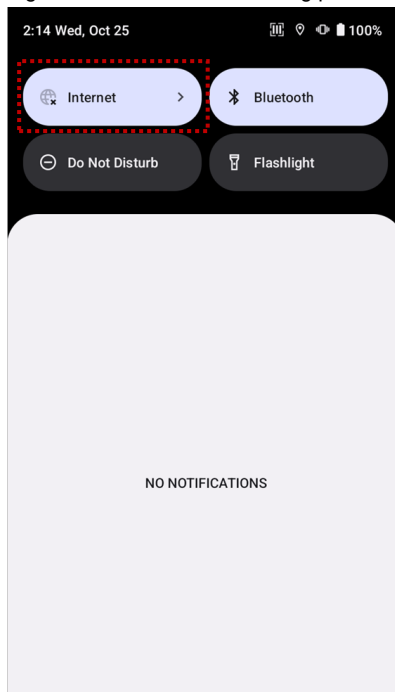 2:14 Wed, Oct 25 100%
Internet
Bluetooth
Do Not Disturb
Flashlight
NO NOTIFICATIONS